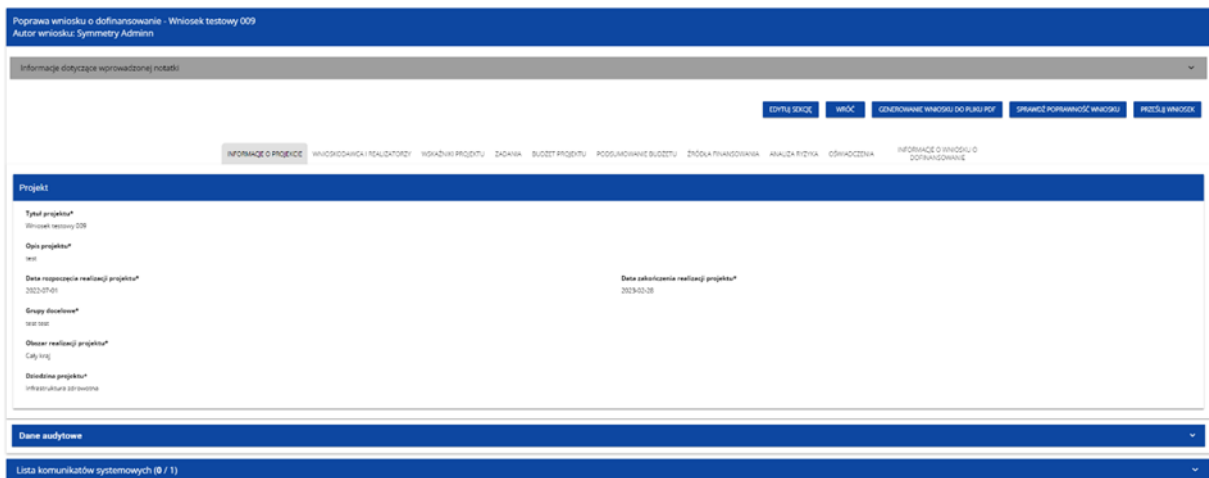 Poprawa wniosku o dofinansowanie - Wniosek testowy 009
Autor wniosku: Symmetry Adminn
Informacje dotyczące wprowadzonej notatki
EDYTUJ SEKCJĘ WRÓĆ GENEROWANIE WNIOSKU DO PLIKU PDF SPRAWDŹ POPRAWNOŚĆ WNIOSKU PRZEŚLIJ WNIOSEK
INFORMACJE O PROJEKCIE WNIOSKODAWCA I REALIZATORZY WSKAŹNIKI PROJEKTU ZADANIA BUDŻET PROJEKTU PODSUMOWANIE BUDŻETU ŹRÓDŁA FINANSOWANIA ANALIZA RYZYKA OŚWIADCZENIA INFORMACJE O WNIOSKU O
DOFINANSOWANIE
Projekt
Tytuł projektu*
Wniosek testowy 009
Opis projektu*
test
Data rozpoczęcia realizacji projektu* Data zakończenia realizacji projektu*
2022-07-01 2023-02-28
Grupy docelowe*
test test
Obszar realizacji projektu*
Cały kraj
Dziedzina projektu*
Infrastruktura zdrowotna
Dane audytowe
Lista komunikatów systemowych (0 / 1)